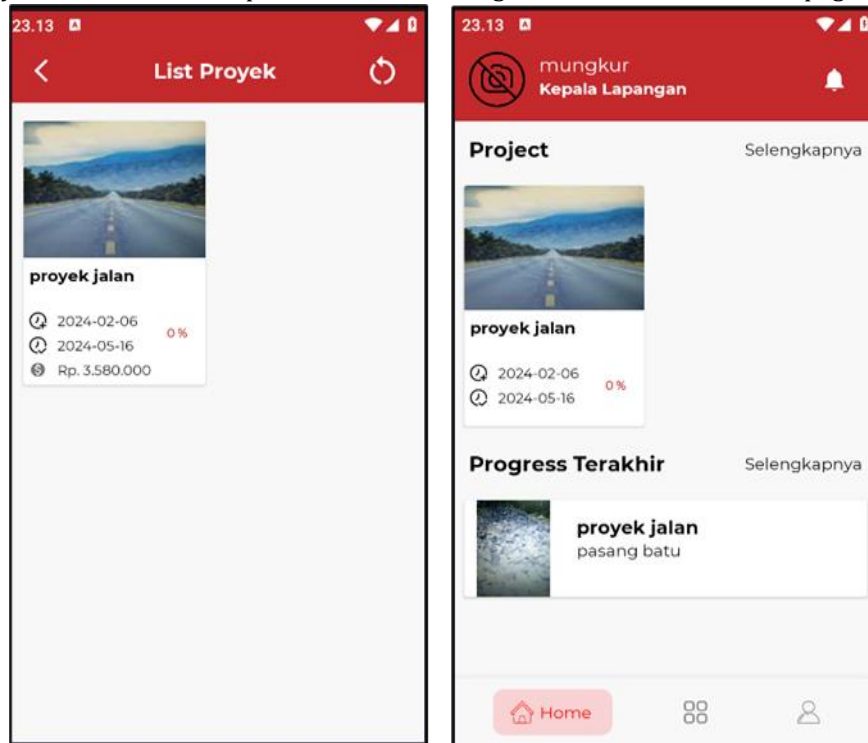 23.13
List Proyek
proyek jalan
2024-02-06
0 %
2024-05-16
Rp. 3.580.000
23.13
mungkur
Kepala Lapangan
Project Selengkapnya
proyek jalan
2024-02-06
0 %
2024-05-16
Progress Terakhir Selengkapnya
proyek jalan
pasang batu
Home